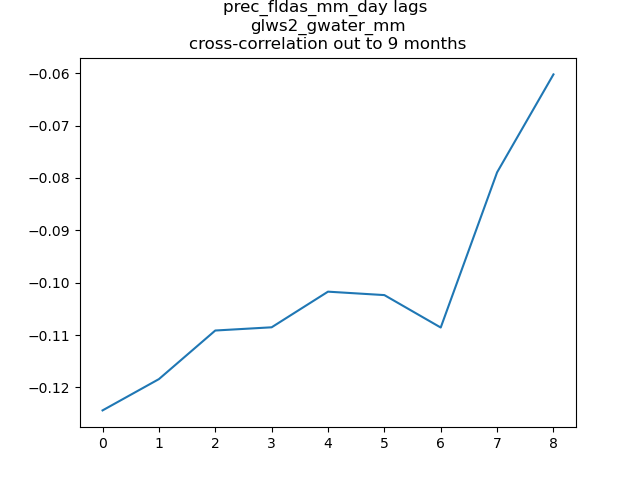 prec_fldas_mm_day lags
glws2_gwater_mm
cross-correlation out to 9 months
−0.06
−0.07
−0.08
−0.09
−0.10
−0.11
−0.12
0 1 2 3 4 5 6 7 8